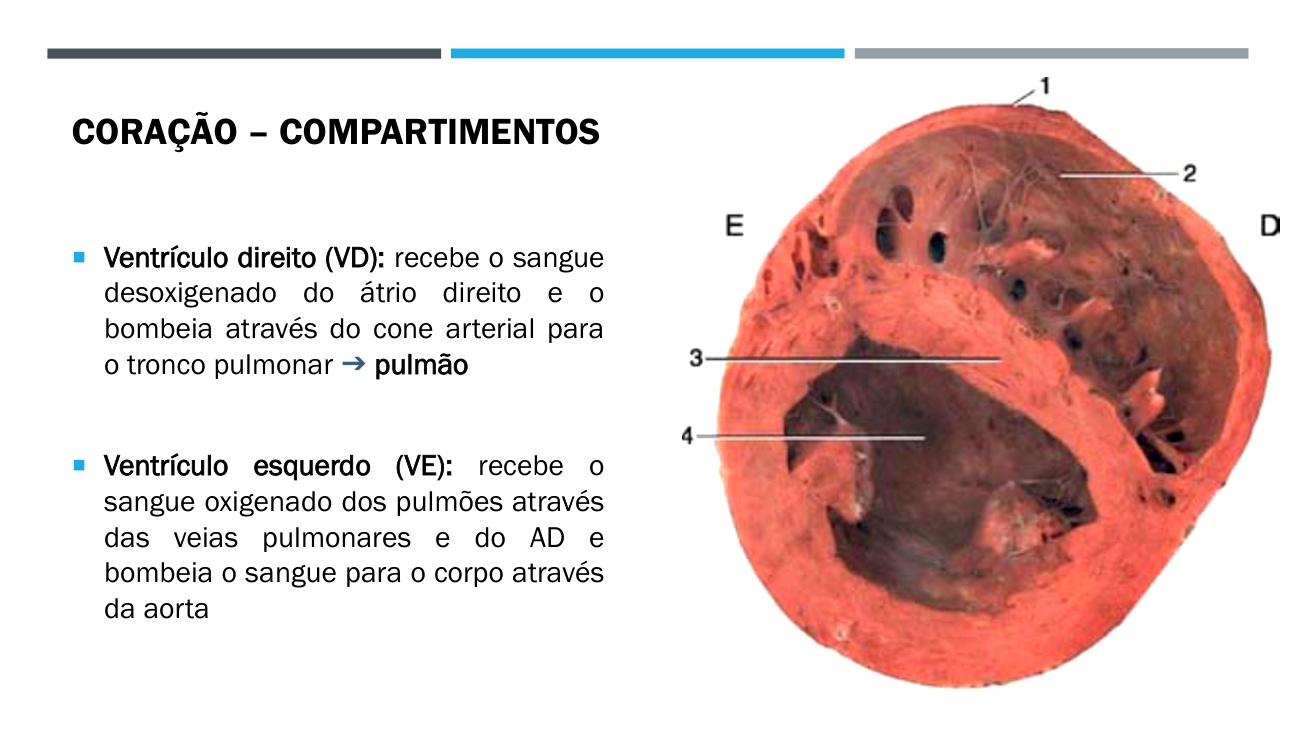 CORAÇÃO – COMPARTIMENTOS
Ventrículo direito (VD): recebe o sangue
desoxigenado do átrio direito e o
bombeia através do cone arterial para
o tronco pulmonar ➔ pulmão
Ventrículo esquerdo (VE): recebe o
sangue oxigenado dos pulmões através
das veias pulmonares e do AD e
bombeia o sangue para o corpo através
da aorta
1
2
E
D
3
4